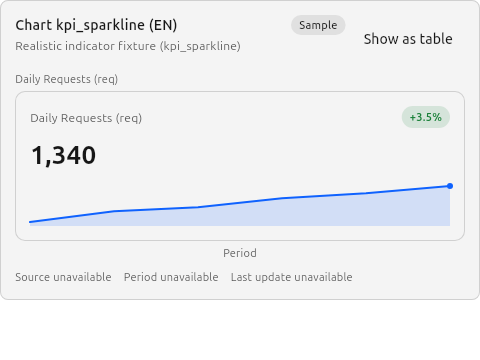 Chart kpi_sparkline (EN)
Sample
Show as table
Realistic indicator fixture (kpi_sparkline)
Daily Requests (req)
Daily Requests (req)
+3.5%
1,340
Period
Source unavailable Period unavailable Last update unavailable